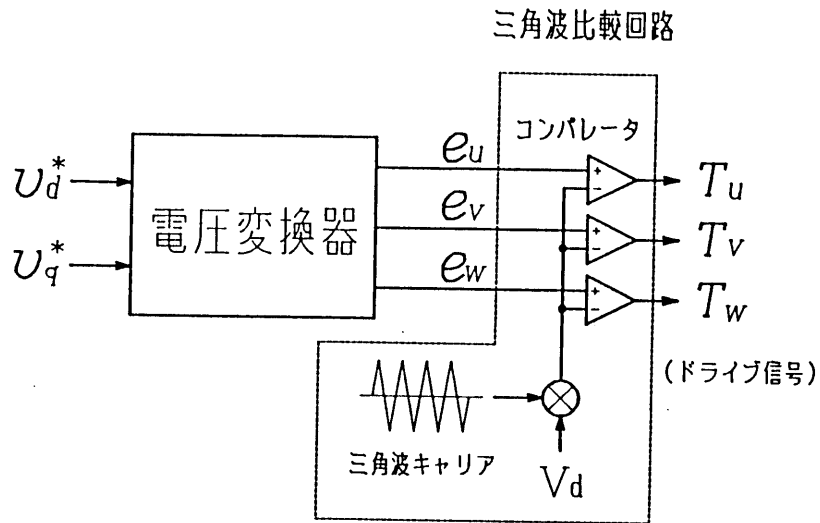 三角波比較回路
コンパレータ
υd* eu + − Tu
電圧変換器
ev + − Tv
υq*
ew + − Tw
(ドライブ信号)
三角波キャリア
Vd